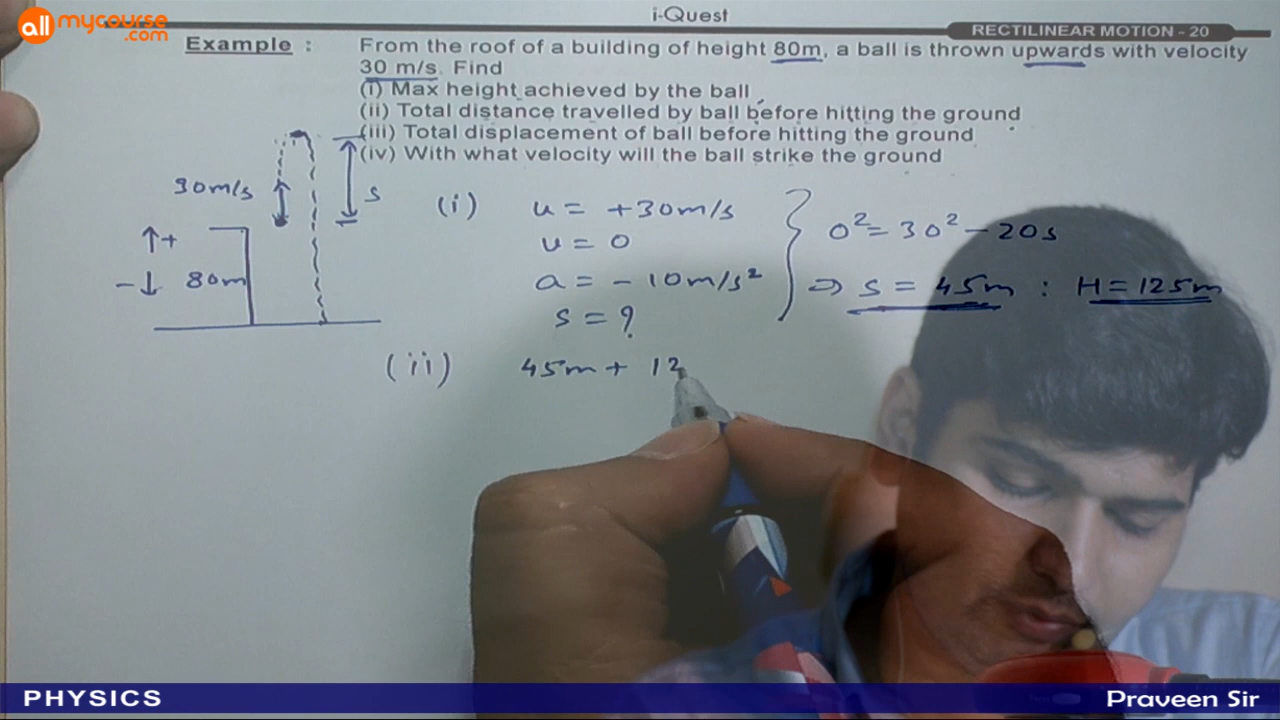 allmycourse.com
i-Quest
RECTILINEAR MOTION - 20
Example : From the roof of a building of height 80m, a ball is thrown upwards with velocity
30 m/s. Find
(i) Max height achieved by the ball
(ii) Total distance travelled by ball before hitting the ground
(iii) Total displacement of ball before hitting the ground
(iv) With what velocity will the ball strike the ground
30m/s
s
↑+
-↓ 80m
(i) u = +30m/s
v = 0
a = -10m/s²
s = ?
0² = 30² - 20s
⇒ s = 45m : H = 125m
(ii) 45m + 12
PHYSICS
Praveen Sir